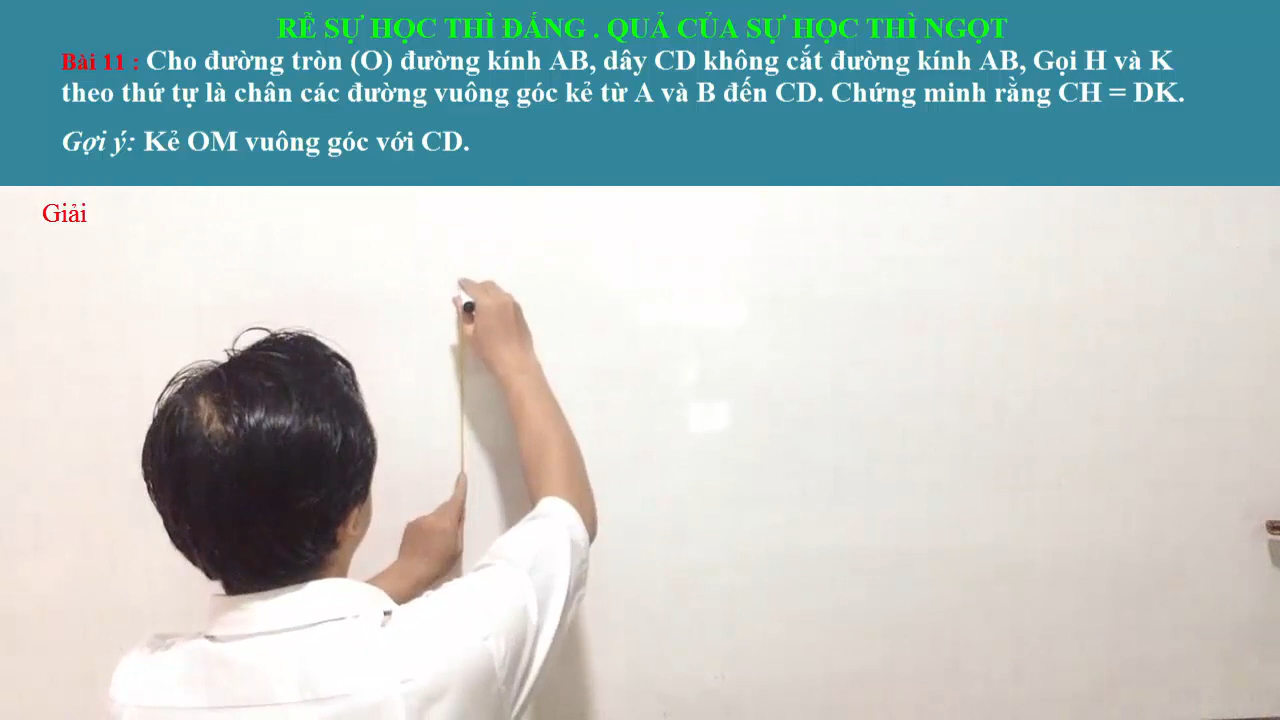 RỄ SỰ HỌC THÌ ĐẮNG . QUẢ CỦA SỰ HỌC THÌ NGỌT
Bài 11 : Cho đường tròn (O) đường kính AB, dây CD không cắt đường kính AB, Gọi H và K
theo thứ tự là chân các đường vuông góc kẻ từ A và B đến CD. Chứng minh rằng CH = DK.
Gợi ý: Kẻ OM vuông góc với CD.
Giải